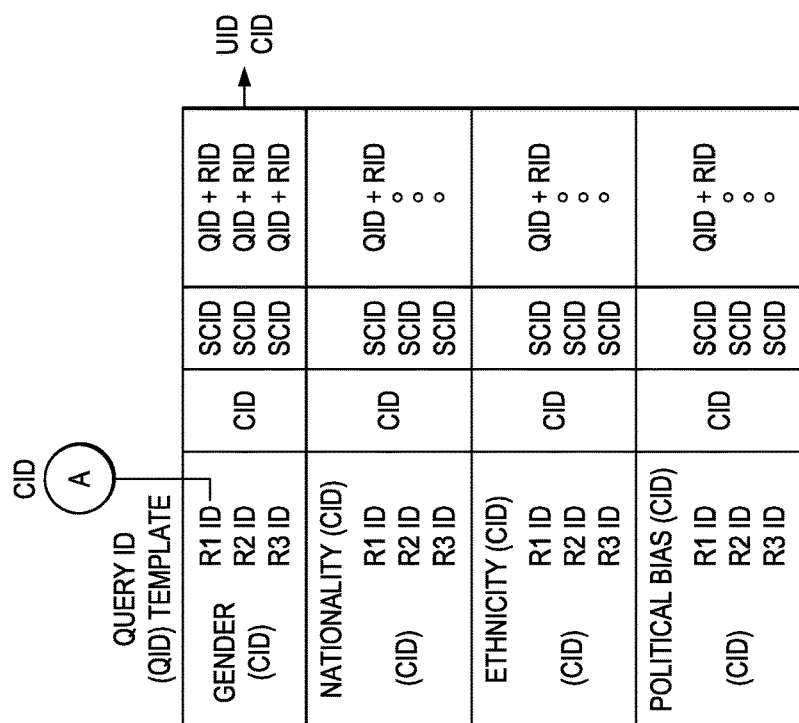 CID
A
QUERY ID
(QID) TEMPLATE
UID
CID
GENDER
(CID)
R1 ID
R2 ID
R3 ID
CID
SCID
SCID
SCID
QID + RID
QID + RID
QID + RID
NATIONALITY (CID)
(CID)
R1 ID
R2 ID
R3 ID
CID
SCID
SCID
SCID
QID + RID
ETHNICITY (CID)
(CID)
R1 ID
R2 ID
R3 ID
CID
SCID
SCID
SCID
QID + RID
POLITICAL BIAS (CID)
(CID)
R1 ID
R2 ID
R3 ID
CID
SCID
SCID
SCID
QID + RID